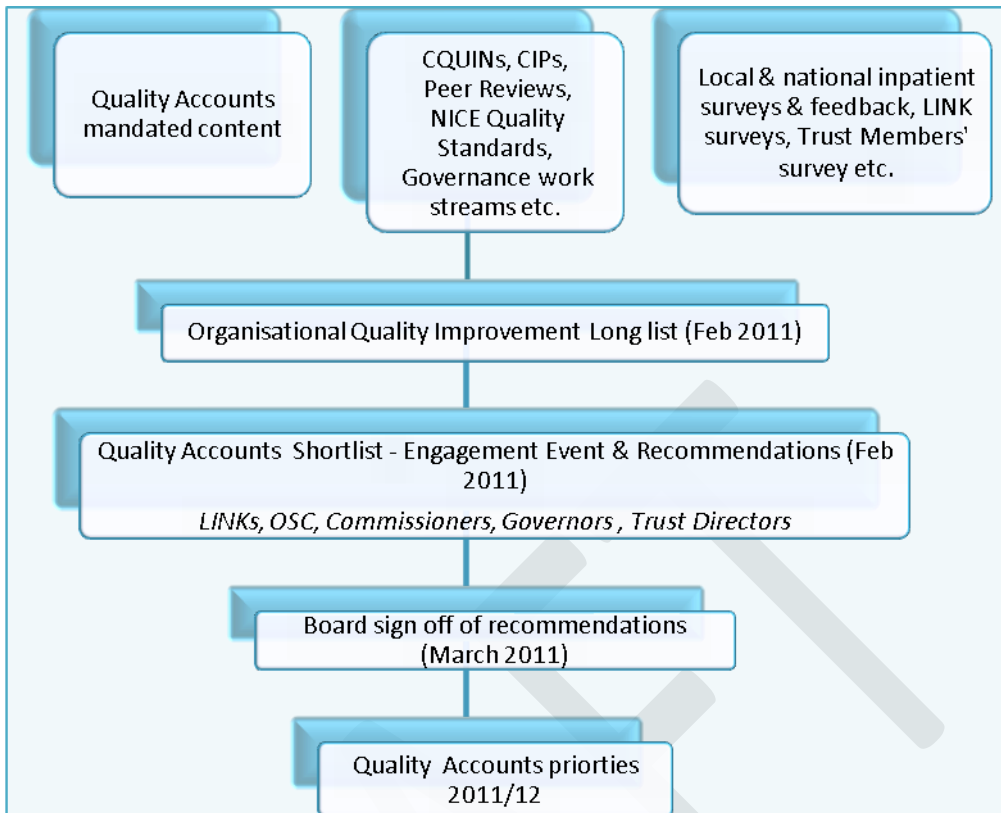 Quality Accounts
mandated content
CQUINs, CIPs,
Peer Reviews,
NICE Quality
Standards,
Governance work
streams etc.
Local & national inpatient
surveys & feedback, LINK
surveys, Trust Members'
survey etc.
Organisational Quality Improvement Long list (Feb 2011)
Quality Accounts Shortlist - Engagement Event & Recommendations (Feb
2011)
LINKs, OSC, Commissioners, Governors , Trust Directors
Board sign off of recommendations
(March 2011)
Quality Accounts priorties
2011/12